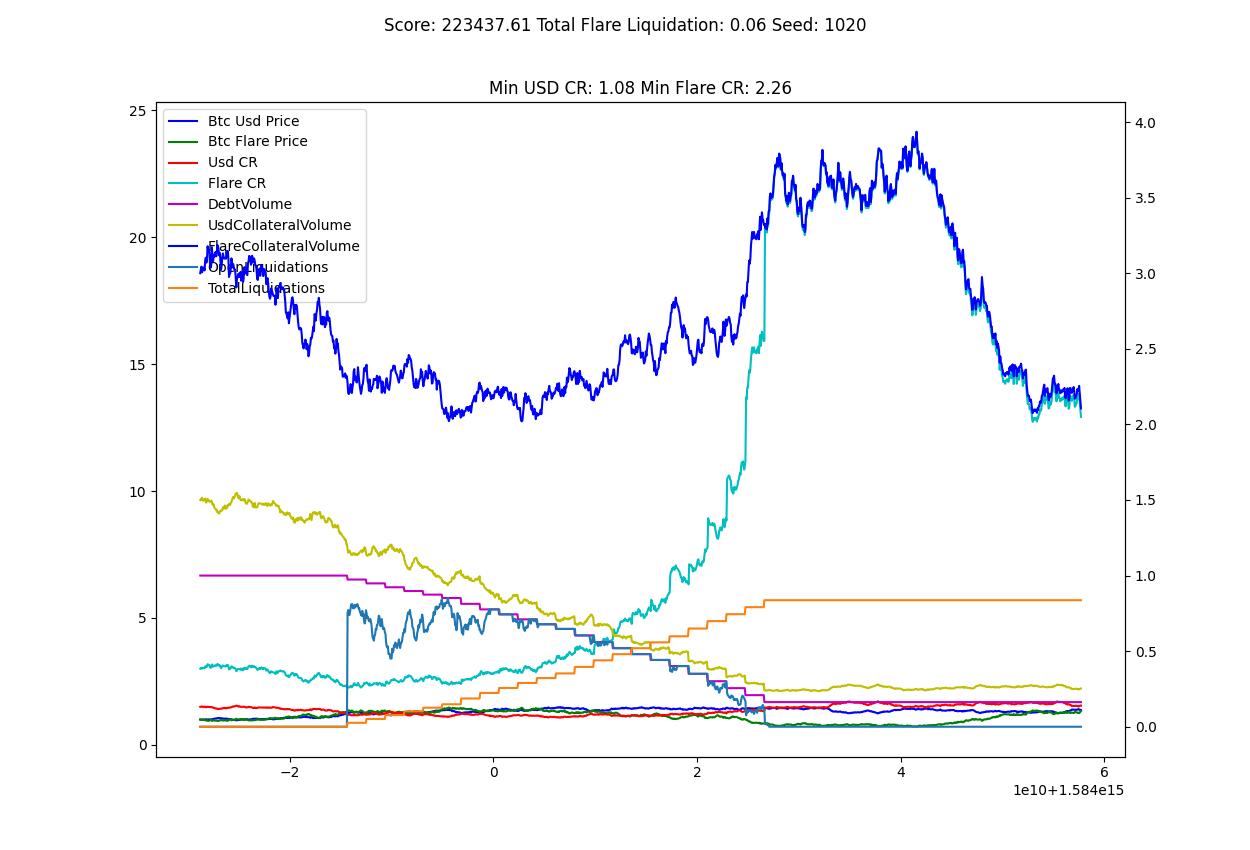 Score: 223437.61 Total Flare Liquidation: 0.06 Seed: 1020
Min USD CR: 1.08 Min Flare CR: 2.26
25
20
15
10
5
0
Btc Usd Price
Btc Flare Price
Usd CR
Flare CR
DebtVolume
UsdCollateralVolume
FlareCollateralVolume
OpenLiquidations
TotalLiquidations
4.0
3.5
3.0
2.5
2.0
1.5
1.0
0.5
0.0
−2 0 2 4 6
1e10+1.584e15